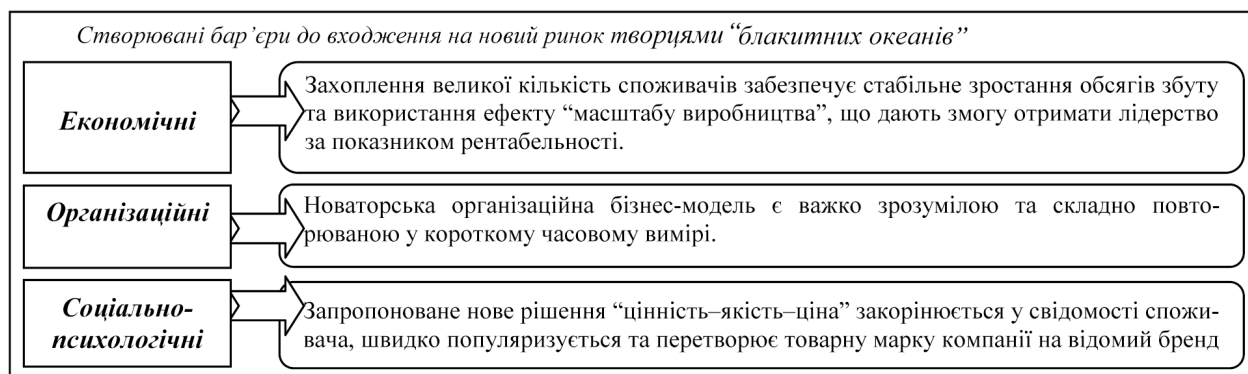 Створювані бар’єри до входження на новий ринок творцями “блакитних океанів”
Економічні
Захоплення великої кількість споживачів забезпечує стабільне зростання обсягів збуту
та використання ефекту “масштабу виробництва”, що дають змогу отримати лідерство
за показником рентабельності.
Організаційні
Новаторська організаційна бізнес-модель є важко зрозумілою та складно повто-
рюваною у короткому часовому вимірі.
Соціально-
психологічні
Запропоноване нове рішення “цінність–якість–ціна” закорінюється у свідомості спожи-
вача, швидко популяризується та перетворює товарну марку компанії на відомий бренд